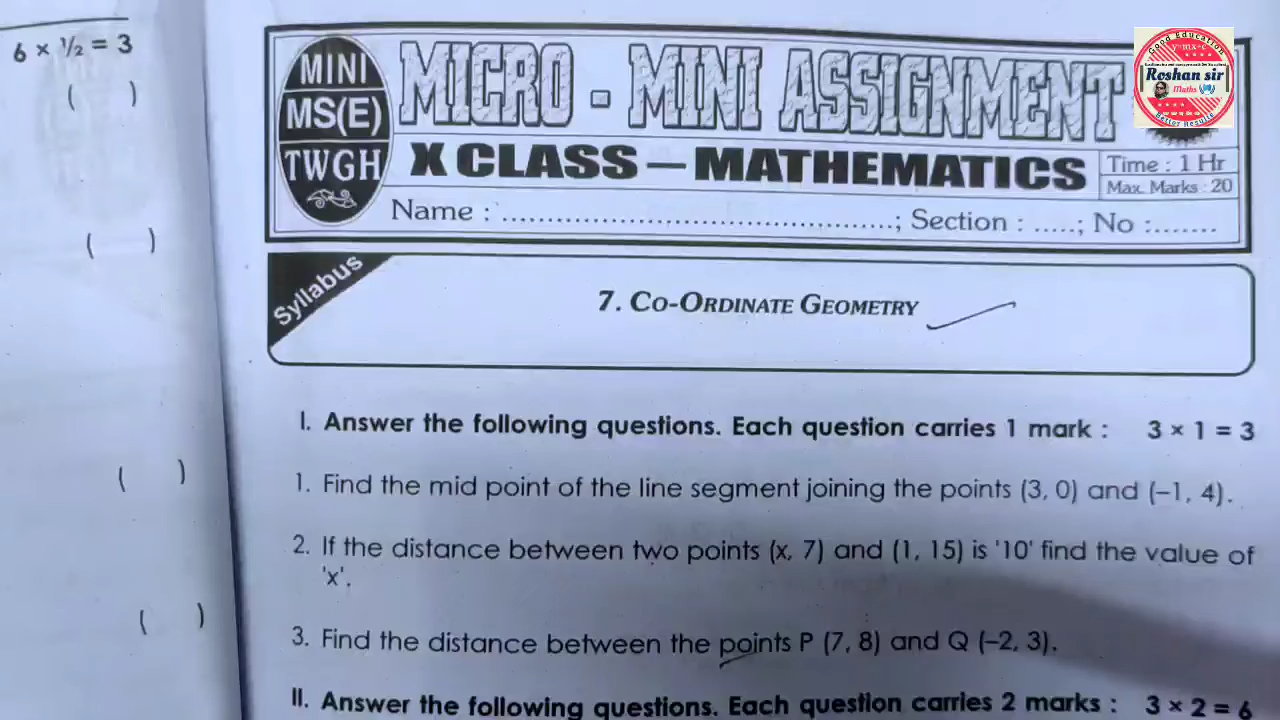 6 × ½ = 3
( )
( )
( )
( )
MINI
MS(E)
TWGH
MICRO - MINI ASSIGNMENT
X CLASS – MATHEMATICS
Time : 1 Hr
Max. Marks : 20
Name : ............................................; Section : .....; No :.......
Good Education
y=mx+c
Roshan sir
Maths
Better Results
Syllabus
7. CO-ORDINATE GEOMETRY
I. Answer the following questions. Each question carries 1 mark : 3 × 1 = 3
1. Find the mid point of the line segment joining the points (3, 0) and (–1, 4).
2. If the distance between two points (x, 7) and (1, 15) is '10' find the value of
'x'.
3. Find the distance between the points P (7, 8) and Q (–2, 3).
II. Answer the following questions. Each question carries 2 marks : 3 × 2 = 6